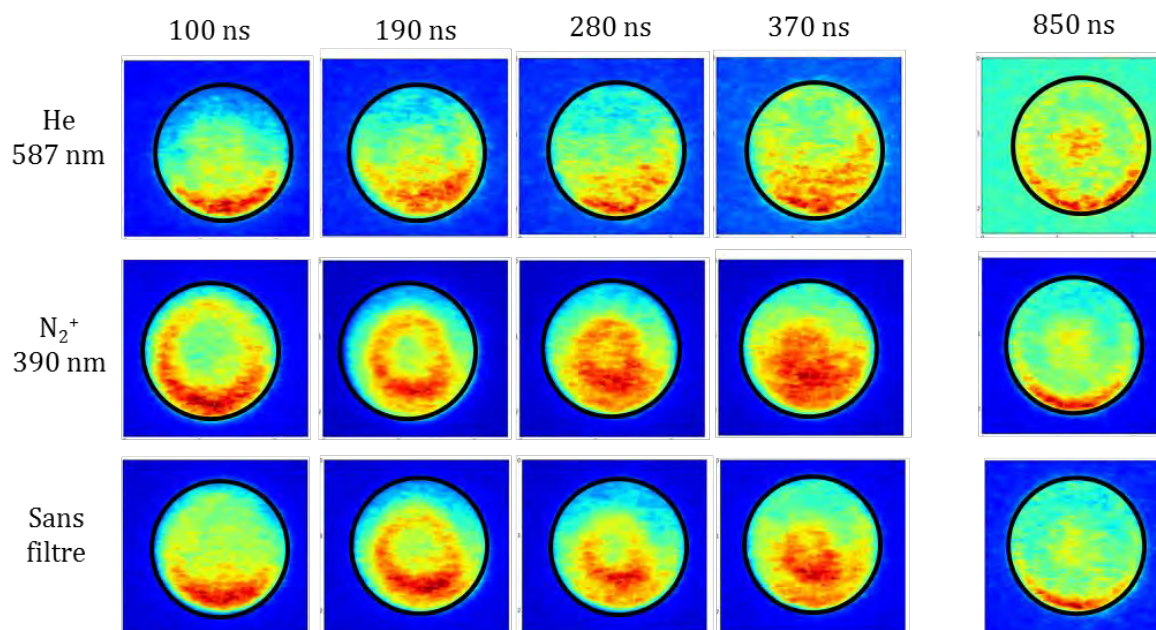 100 ns
190 ns
280 ns
370 ns
850 ns
He
587 nm
N₂⁺
390 nm
Sans
filtre